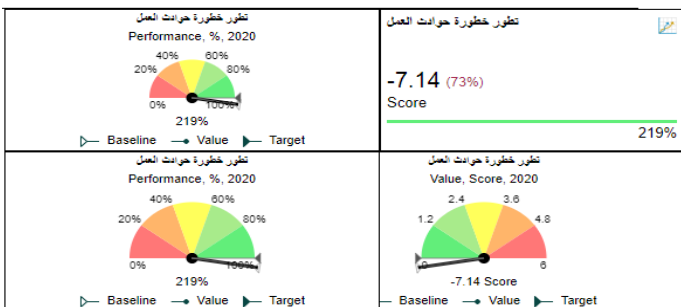 تطور خطورة حوادث العمل
Performance, %, 2020
40% 60%
20% 80%
0% 100%
219%
Baseline Value Target
تطور خطورة حوادث العمل
-7.14 (73%)
Score
219%
تطور خطورة حوادث العمل
Performance, %, 2020
40% 60%
20% 80%
0% 100%
219%
Baseline Value Target
تطور خطورة حوادث العمل
Value, Score, 2020
2.4 3.6
1.2 4.8
0 6
-7.14 Score
Baseline Value Target